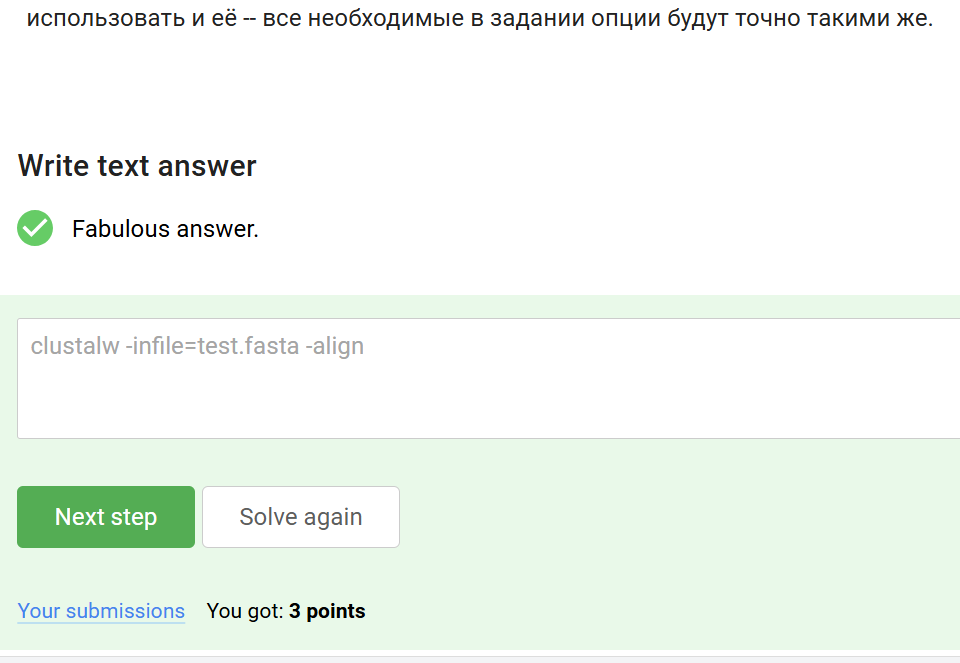 использовать и её -- все необходимые в задании опции будут точно такими же.
Write text answer
Fabulous answer.
clustalw -infile=test.fasta -align
Next step
Solve again
Your submissions You got: 3 points